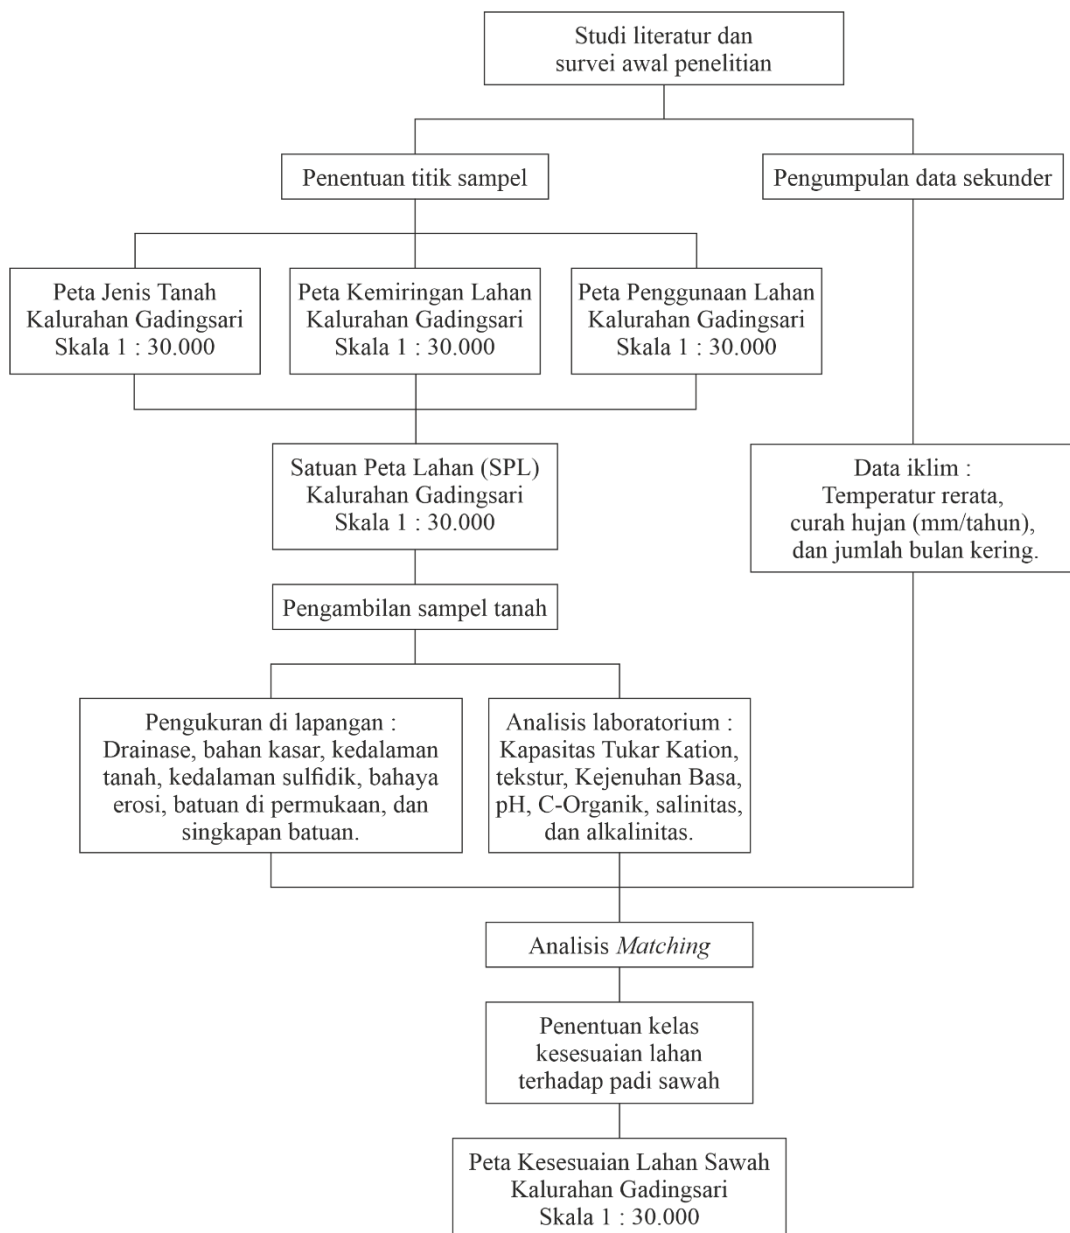 Studi literatur dan
survei awal penelitian
Penentuan titik sampel
Pengumpulan data sekunder
Peta Jenis Tanah
Kalurahan Gadingsari
Skala 1 : 30.000
Peta Kemiringan Lahan
Kalurahan Gadingsari
Skala 1 : 30.000
Peta Penggunaan Lahan
Kalurahan Gadingsari
Skala 1 : 30.000
Satuan Peta Lahan (SPL)
Kalurahan Gadingsari
Skala 1 : 30.000
Data iklim :
Temperatur rerata,
curah hujan (mm/tahun),
dan jumlah bulan kering.
Pengambilan sampel tanah
Pengukuran di lapangan :
Drainase, bahan kasar, kedalaman
tanah, kedalaman sulfidik, bahaya
erosi, batuan di permukaan, dan
singkapan batuan.
Analisis laboratorium :
Kapasitas Tukar Kation,
tekstur, Kejenuhan Basa,
pH, C-Organik, salinitas,
dan alkalinitas.
Analisis Matching
Penentuan kelas
kesesuaian lahan
terhadap padi sawah
Peta Kesesuaian Lahan Sawah
Kalurahan Gadingsari
Skala 1 : 30.000